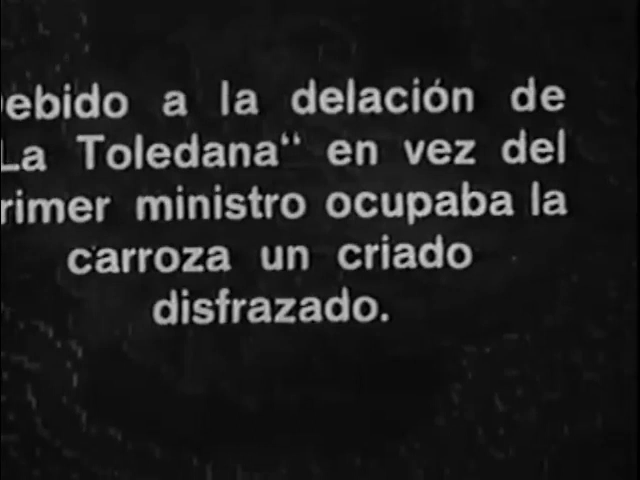 ebido a la delación de
La Toledana“ en vez del
rimer ministro ocupaba la
carroza un criado
disfrazado.